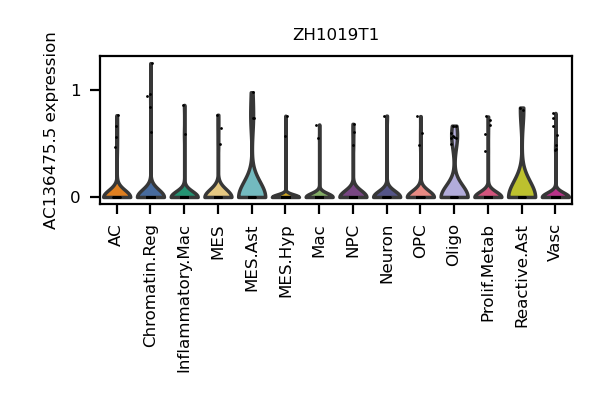 ZH1019T1
AC136475.5 expression
1
0
AC
Chromatin.Reg
Inflammatory.Mac
MES
MES.Ast
MES.Hyp
Mac
NPC
Neuron
OPC
Oligo
Prolif.Metab
Reactive.Ast
Vasc